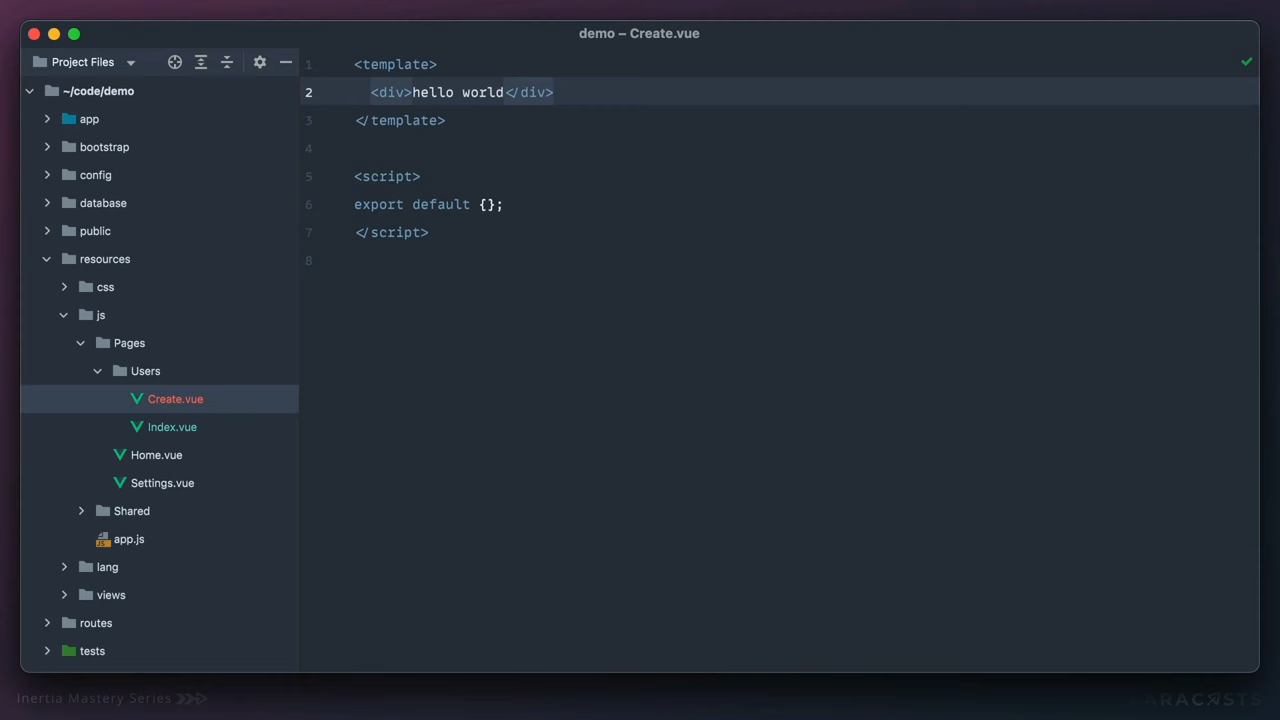 demo – Create.vue
Project Files
~/code/demo
app
bootstrap
config
database
public
resources
css
js
Pages
Users
Create.vue
Index.vue
Home.vue
Settings.vue
Shared
JS app.js
lang
views
routes
tests
1 <template>
2 <div>hello world</div>
3 </template>
4
5 <script>
6 export default {};
7 </script>
8
Inertia Mastery Series